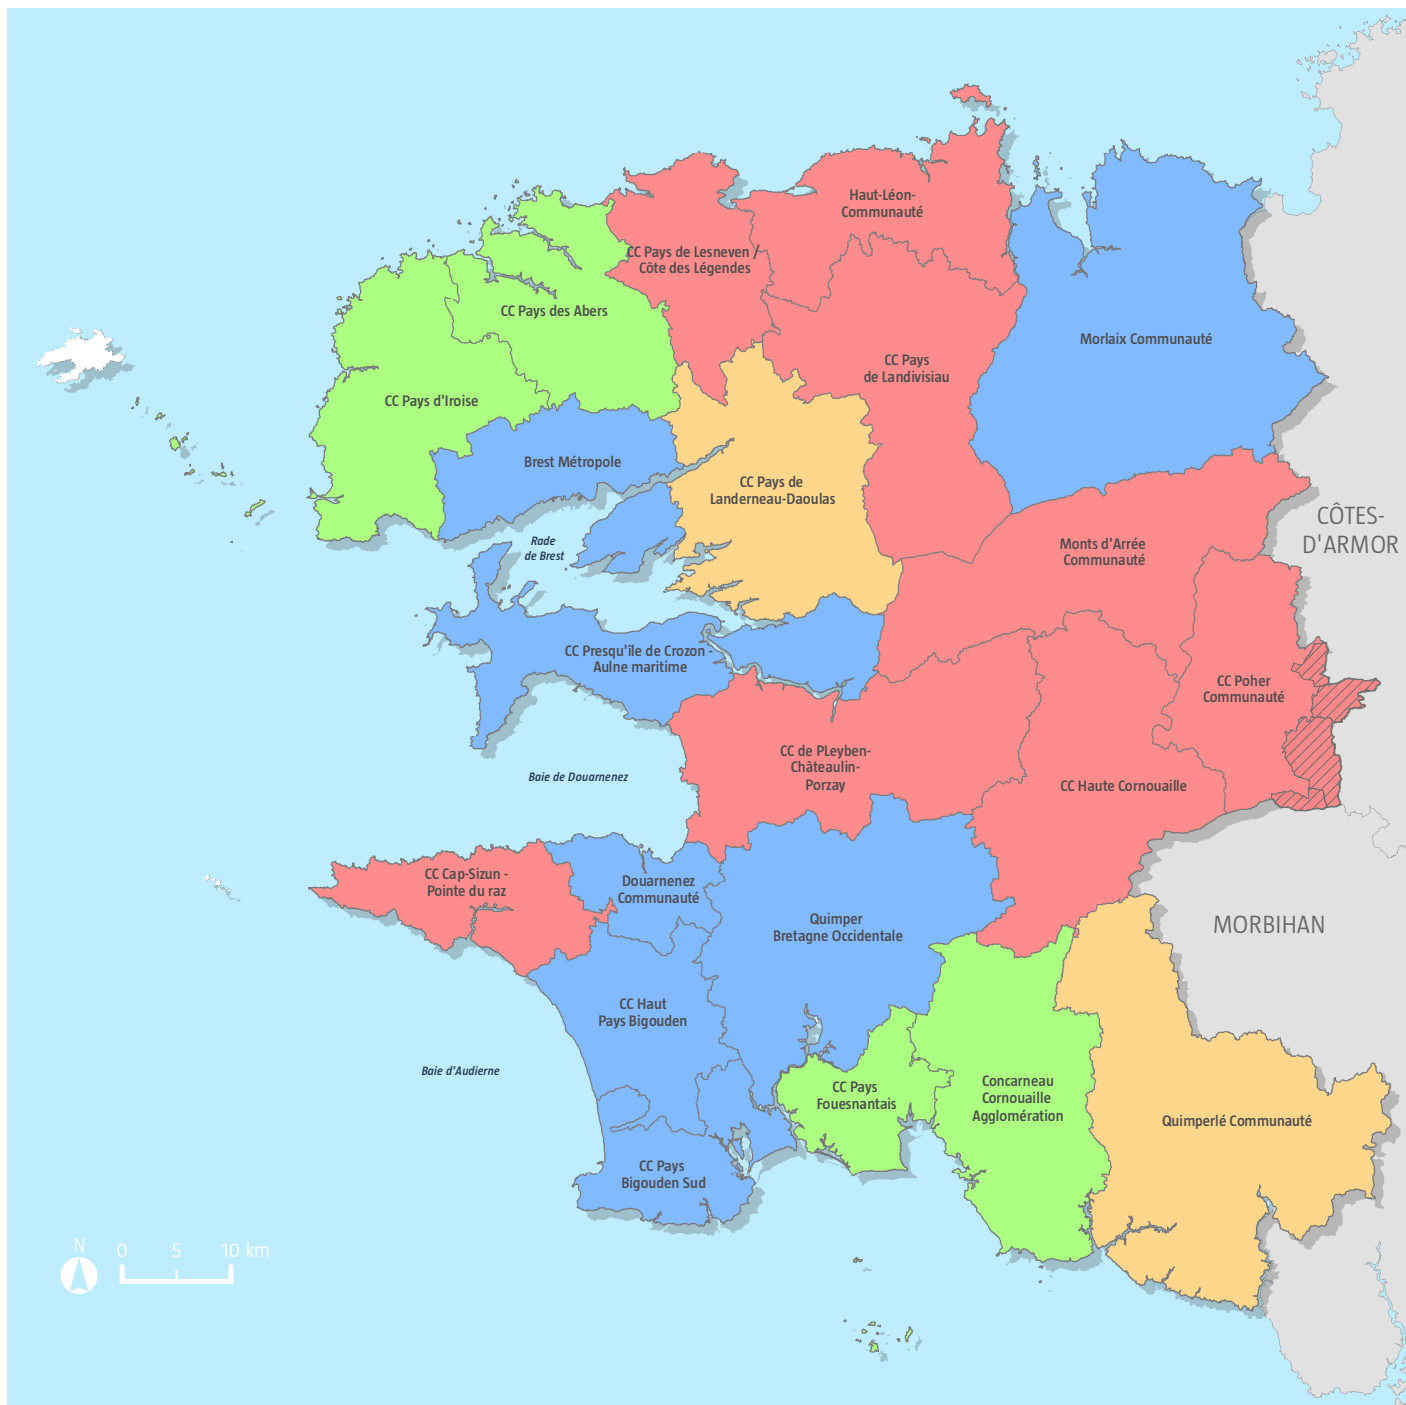 Haut-Léon-
Communauté
CC Pays de Lesneven /
Côte des Légendes
CC Pays des Abers
Morlaix Communauté
CC Pays
de Landivisiau
CC Pays d'Iroise
Brest Métropole
CC Pays de
Landerneau-Daoulas
CÔTES-
D'ARMOR
Rade
de Brest
Monts d'Arrée
Communauté
CC Presqu'île de Crozon -
Aulne maritime
CC Poher
Communauté
CC de PLeyben-
Châteaulin-
Porzay
Baie de Douarnenez
CC Haute Cornouaille
CC Cap-Sizun -
Pointe du raz
Douarnenez
Communauté
Quimper
Bretagne Occidentale
MORBIHAN
CC Haut
Pays Bigouden
Baie d'Audierne
CC Pays
Fouesnantais
Concarneau
Cornouaille
Agglomération
Quimperlé Communauté
CC Pays
Bigouden Sud
N
0 5 10 km